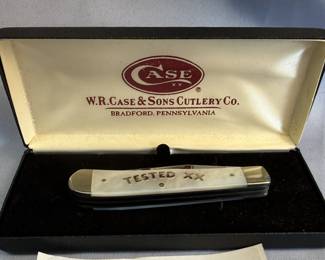 CASE
XX
W.R. CASE & SONS CUTLERY CO.
BRADFORD, PENNSYLVANIA
TESTED XX